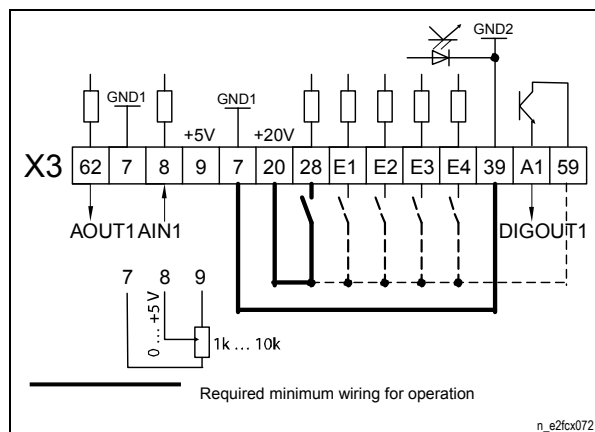 GND2
GND1
GND1
+5V
+20V
X3 62 7 8 9 7 20 28 E1 E2 E3 E4 39 A1 59
AOUT1 AIN1 DIGOUT1
7 8 9
0 ... +5 V
1k ... 10k
Required minimum wiring for operation
n_e2fcx072